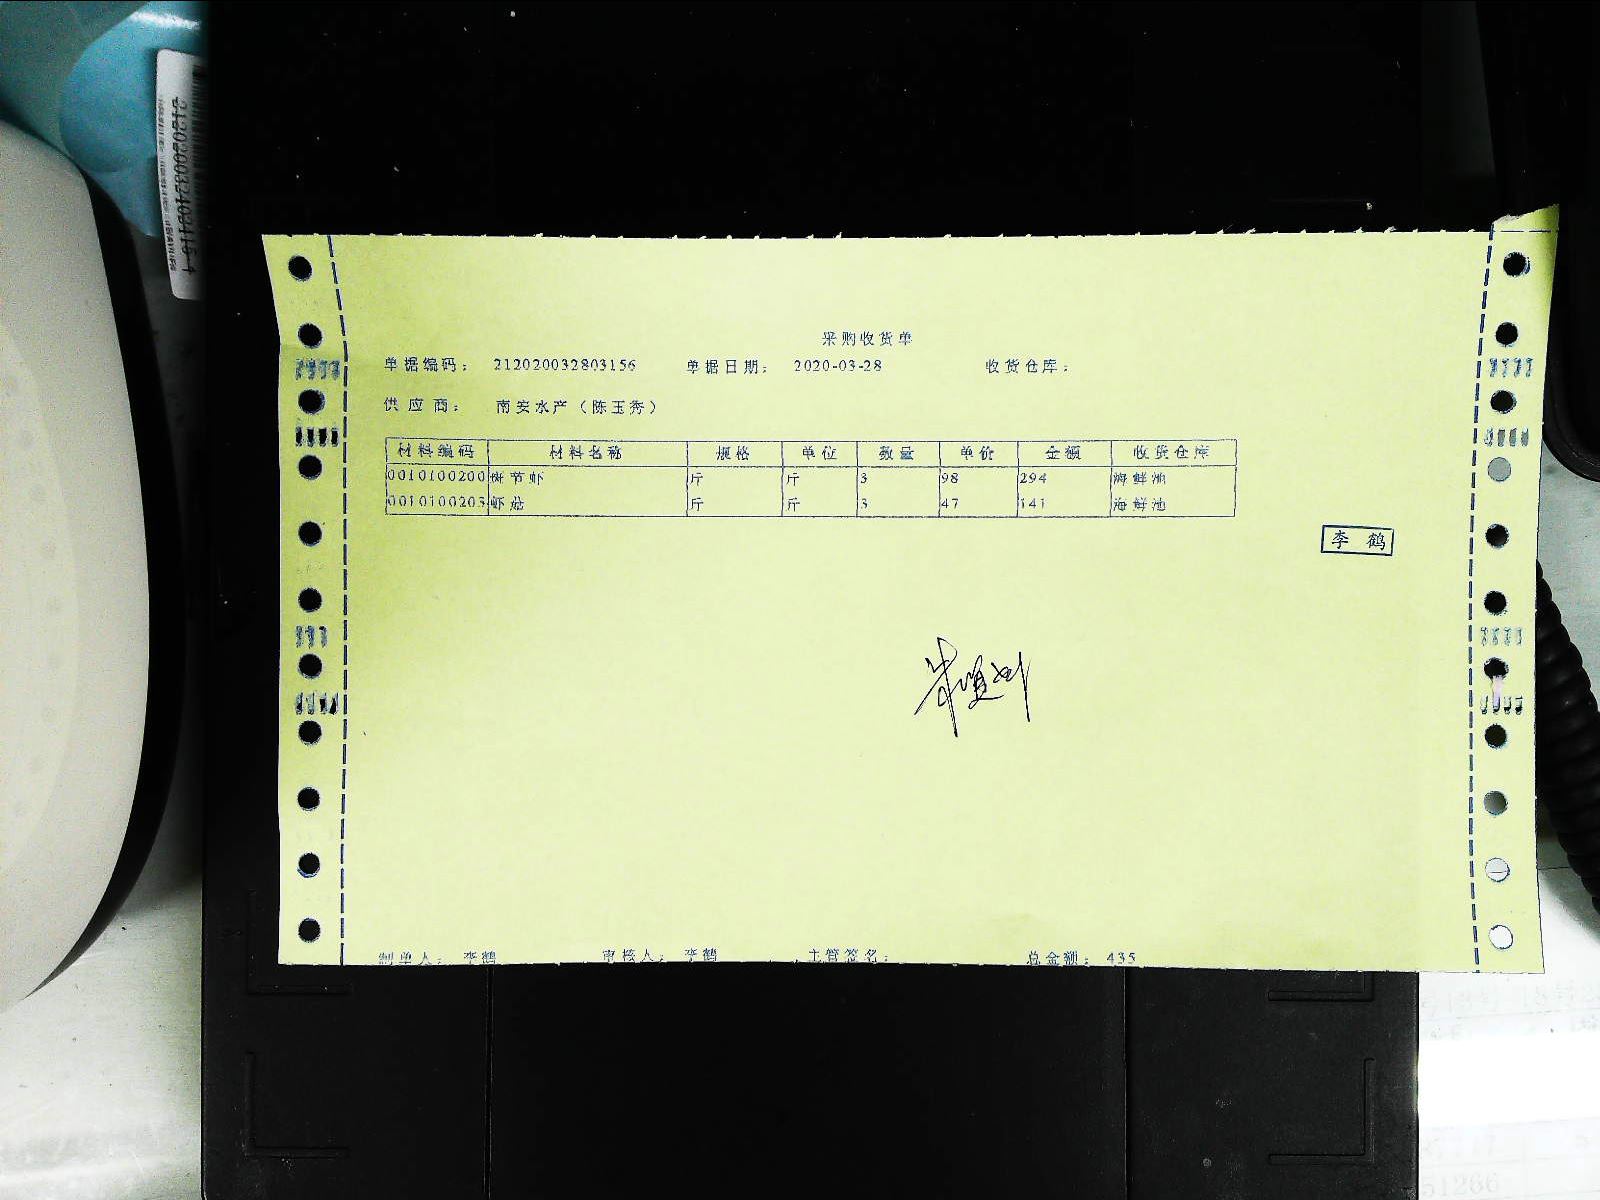 采购收货单
单据编码： 212020032803156 单据日期： 2020-03-28 收货仓库：
供应商： 南安水产（陈玉秀）
材料编码 材料名称 规格 单位 数量 单价 金额 收货仓库
0010100200 斑节虾 斤 斤 3 98 294 海鲜池
0010100203 虾菇 斤 斤 3 47 141 海鲜池
李鹤
制单人： 李鹤 审核人： 李鹤 主管签名： 总金额： 435